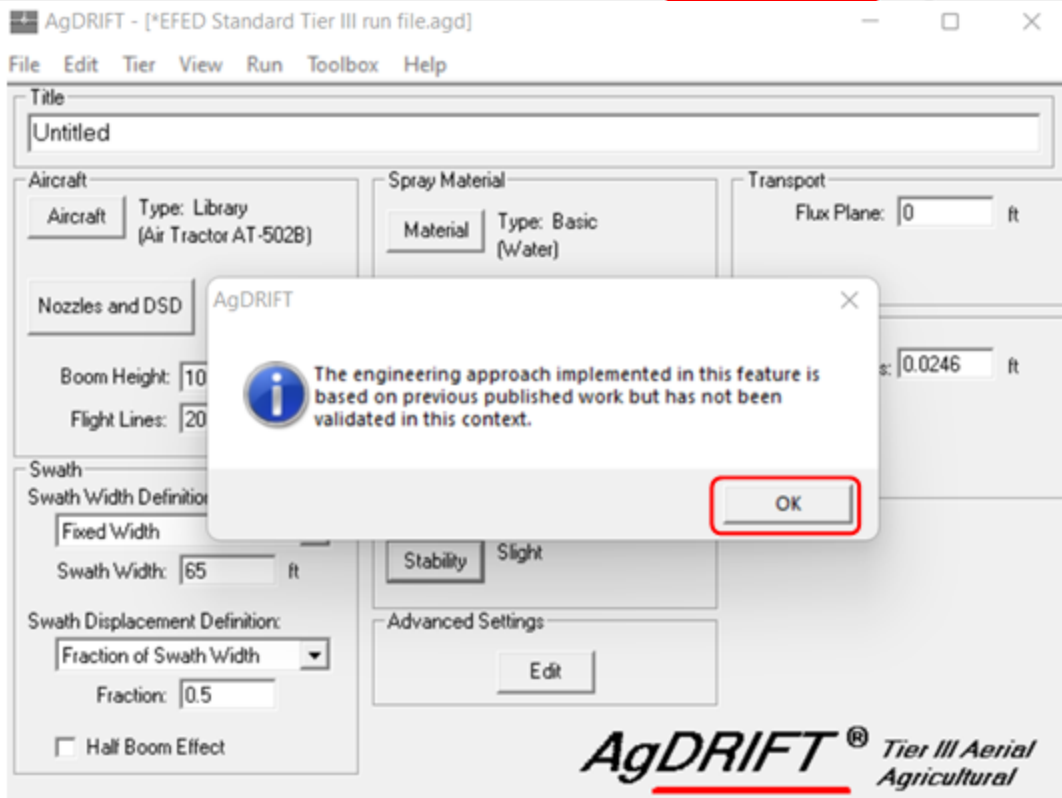 AgDRIFT - [*EFED Standard Tier III run file.agd]
File Edit Tier View Run Toolbox Help
Title
Untitled
Aircraft
Aircraft
Type: Library
(Air Tractor AT-502B)
Nozzles and DSD
Boom Height: 10
Flight Lines: 20
Spray Material
Material
Type: Basic
(Water)
Transport
Flux Plane: 0 ft
s: 0.0246 ft
AgDRIFT
The engineering approach implemented in this feature is
based on previous published work but has not been
validated in this context.
OK
Swath
Swath Width Definition
Fixed Width
Swath Width: 65 ft
Swath Displacement Definition:
Fraction of Swath Width
Fraction: 0.5
Half Boom Effect
Stability
Slight
Advanced Settings
Edit
AgDRIFT® Tier III Aerial
Agricultural